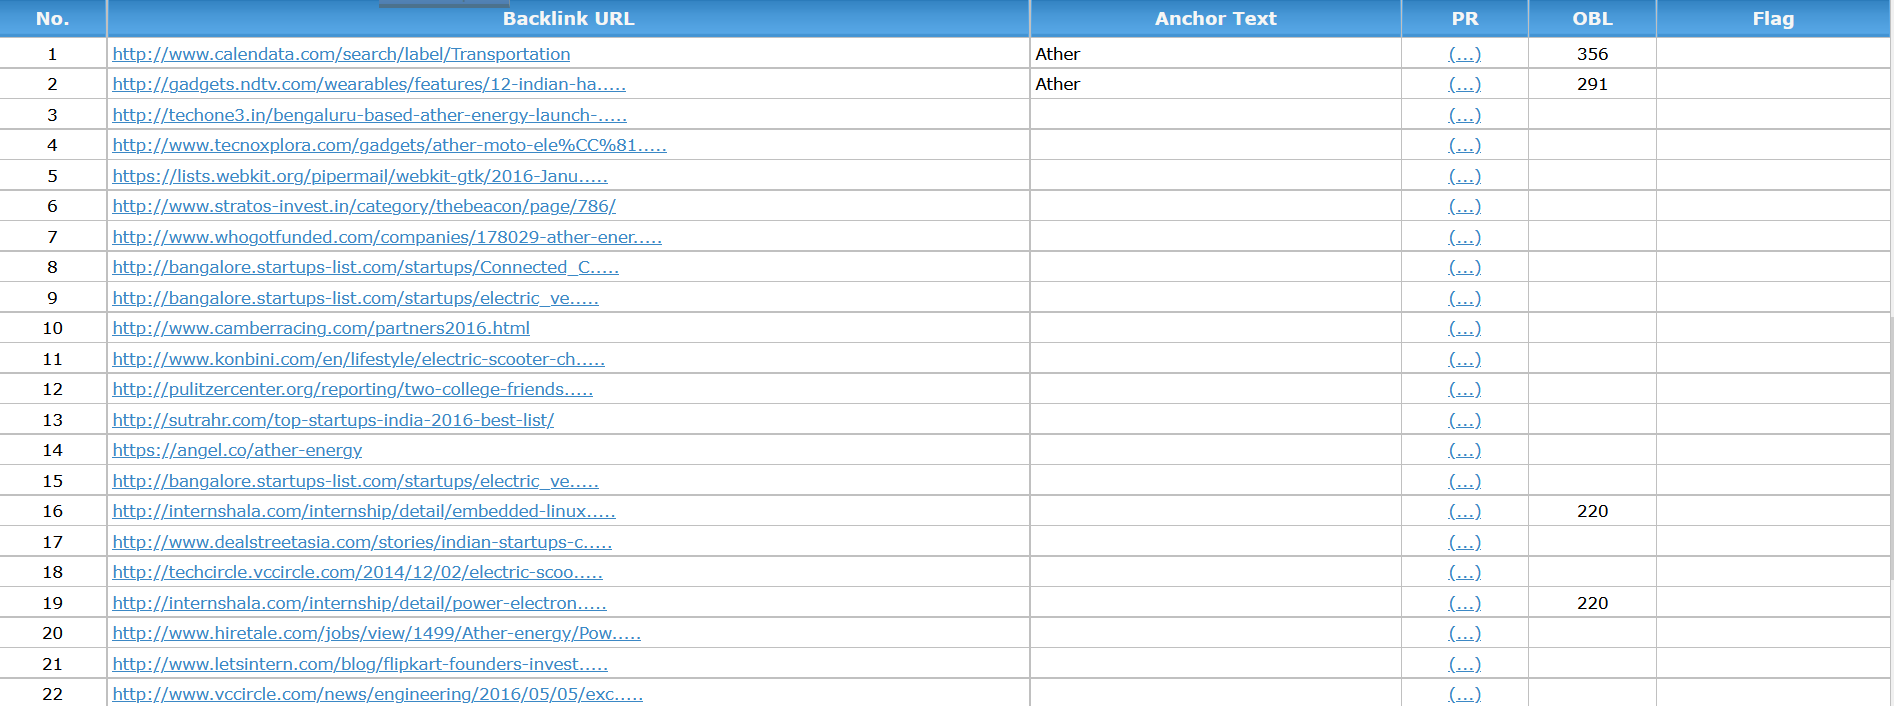 No. Backlink URL Anchor Text PR OBL Flag
1 http://www.calendata.com/search/label/Transportation Ather (...) 356
2 http://gadgets.ndtv.com/wearables/features/12-indian-ha..... Ather (...) 291
3 http://techone3.in/bengaluru-based-ather-energy-launch-..... (...)
4 http://www.tecnoxplora.com/gadgets/ather-moto-ele%CC%81..... (...)
5 https://lists.webkit.org/pipermail/webkit-gtk/2016-Janu..... (...)
6 http://www.stratos-invest.in/category/thebeacon/page/786/ (...)
7 http://www.whogotfunded.com/companies/178029-ather-ener..... (...)
8 http://bangalore.startups-list.com/startups/Connected_C..... (...)
9 http://bangalore.startups-list.com/startups/electric_ve..... (...)
10 http://www.camberracing.com/partners2016.html (...)
11 http://www.konbini.com/en/lifestyle/electric-scooter-ch..... (...)
12 http://pulitzercenter.org/reporting/two-college-friends..... (...)
13 http://sutrahr.com/top-startups-india-2016-best-list/ (...)
14 https://angel.co/ather-energy (...)
15 http://bangalore.startups-list.com/startups/electric_ve..... (...)
16 http://internshala.com/internship/detail/embedded-linux..... (...) 220
17 http://www.dealstreetasia.com/stories/indian-startups-c..... (...)
18 http://techcircle.vccircle.com/2014/12/02/electric-scoo..... (...)
19 http://internshala.com/internship/detail/power-electron..... (...) 220
20 http://www.hiretale.com/jobs/view/1499/Ather-energy/Pow..... (...)
21 http://www.letsintern.com/blog/flipkart-founders-invest..... (...)
22 http://www.vccircle.com/news/engineering/2016/05/05/exc..... (...)